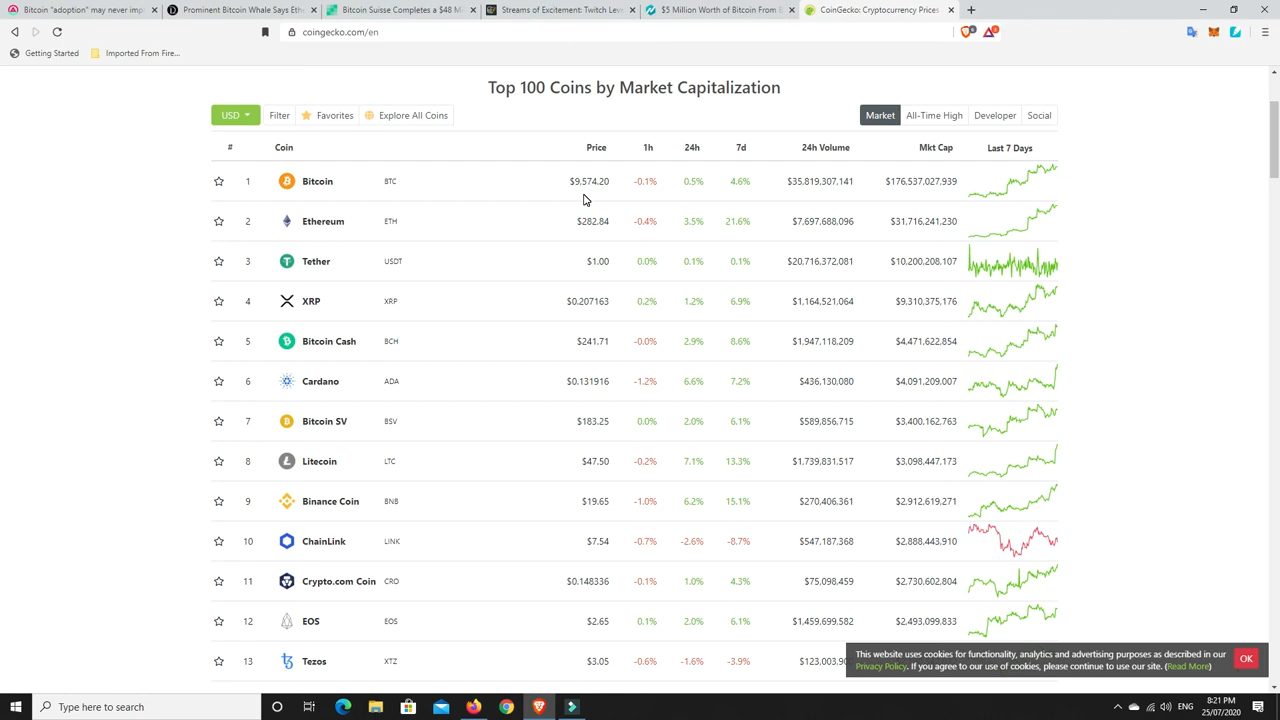 Bitcoin "adoption" may never imp
Prominent Bitcoin Whale Says Eth
Bitcoin Suisse Completes a $48 M
Streams of Excitement: Twitch Lev
$5 Million Worth of Bitcoin From B
CoinGecko: Cryptocurrency Prices
coingecko.com/en
Getting Started
Imported From Fire...
Top 100 Coins by Market Capitalization
USD Filter Favorites Explore All Coins Market All-Time High Developer Social
# Coin Price 1h 24h 7d 24h Volume Mkt Cap Last 7 Days
1 Bitcoin BTC $9,574.20 -0.1% 0.5% 4.6% $35,819,307,141 $176,537,027,939
2 Ethereum ETH $282.84 -0.4% 3.5% 21.6% $7,697,688,096 $31,716,241,230
3 Tether USDT $1.00 0.0% 0.1% 0.1% $20,716,372,081 $10,200,208,107
4 XRP XRP $0.207163 0.2% 1.2% 6.9% $1,164,521,064 $9,310,375,176
5 Bitcoin Cash BCH $241.71 -0.0% 2.9% 8.6% $1,947,118,209 $4,471,622,854
6 Cardano ADA $0.131916 -1.2% 6.6% 7.2% $436,130,080 $4,091,209,007
7 Bitcoin SV BSV $183.25 0.0% 2.0% 6.1% $589,856,715 $3,400,162,763
8 Litecoin LTC $47.50 -0.2% 7.1% 13.3% $1,739,831,517 $3,098,447,173
9 Binance Coin BNB $19.65 -1.0% 6.2% 15.1% $270,406,361 $2,912,619,271
10 ChainLink LINK $7.54 -0.7% -2.6% -8.7% $547,187,368 $2,888,443,910
11 Crypto.com Coin CRO $0.148336 -0.1% 1.0% 4.3% $75,098,459 $2,730,602,804
12 EOS EOS $2.65 0.1% 2.0% 6.1% $1,459,699,582 $2,493,099,833
13 Tezos XTZ $3.05 -0.6% -1.6% -3.9% $123,003,90
This website uses cookies for functionality, analytics and advertising purposes as described in our
Privacy Policy. If you agree to our use of cookies, please continue to use our site. (Read More)
OK
Type here to search
ENG
8:21 PM
25/07/2020